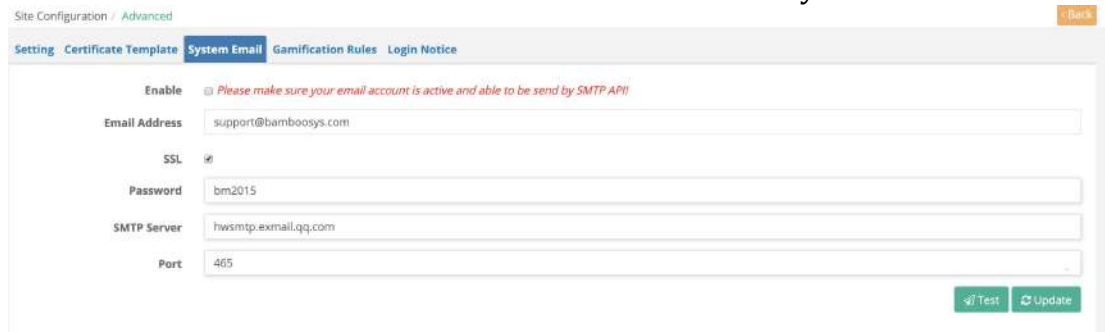 Site Configuration / Advanced
<Back
Setting Certificate Template System Email Gamification Rules Login Notice
Enable Please make sure your email account is active and able to be send by SMTP API!
Email Address support@bamboosys.com
SSL
Password bm2015
SMTP Server hwsmtp.exmail.qq.com
Port 465
Test Update